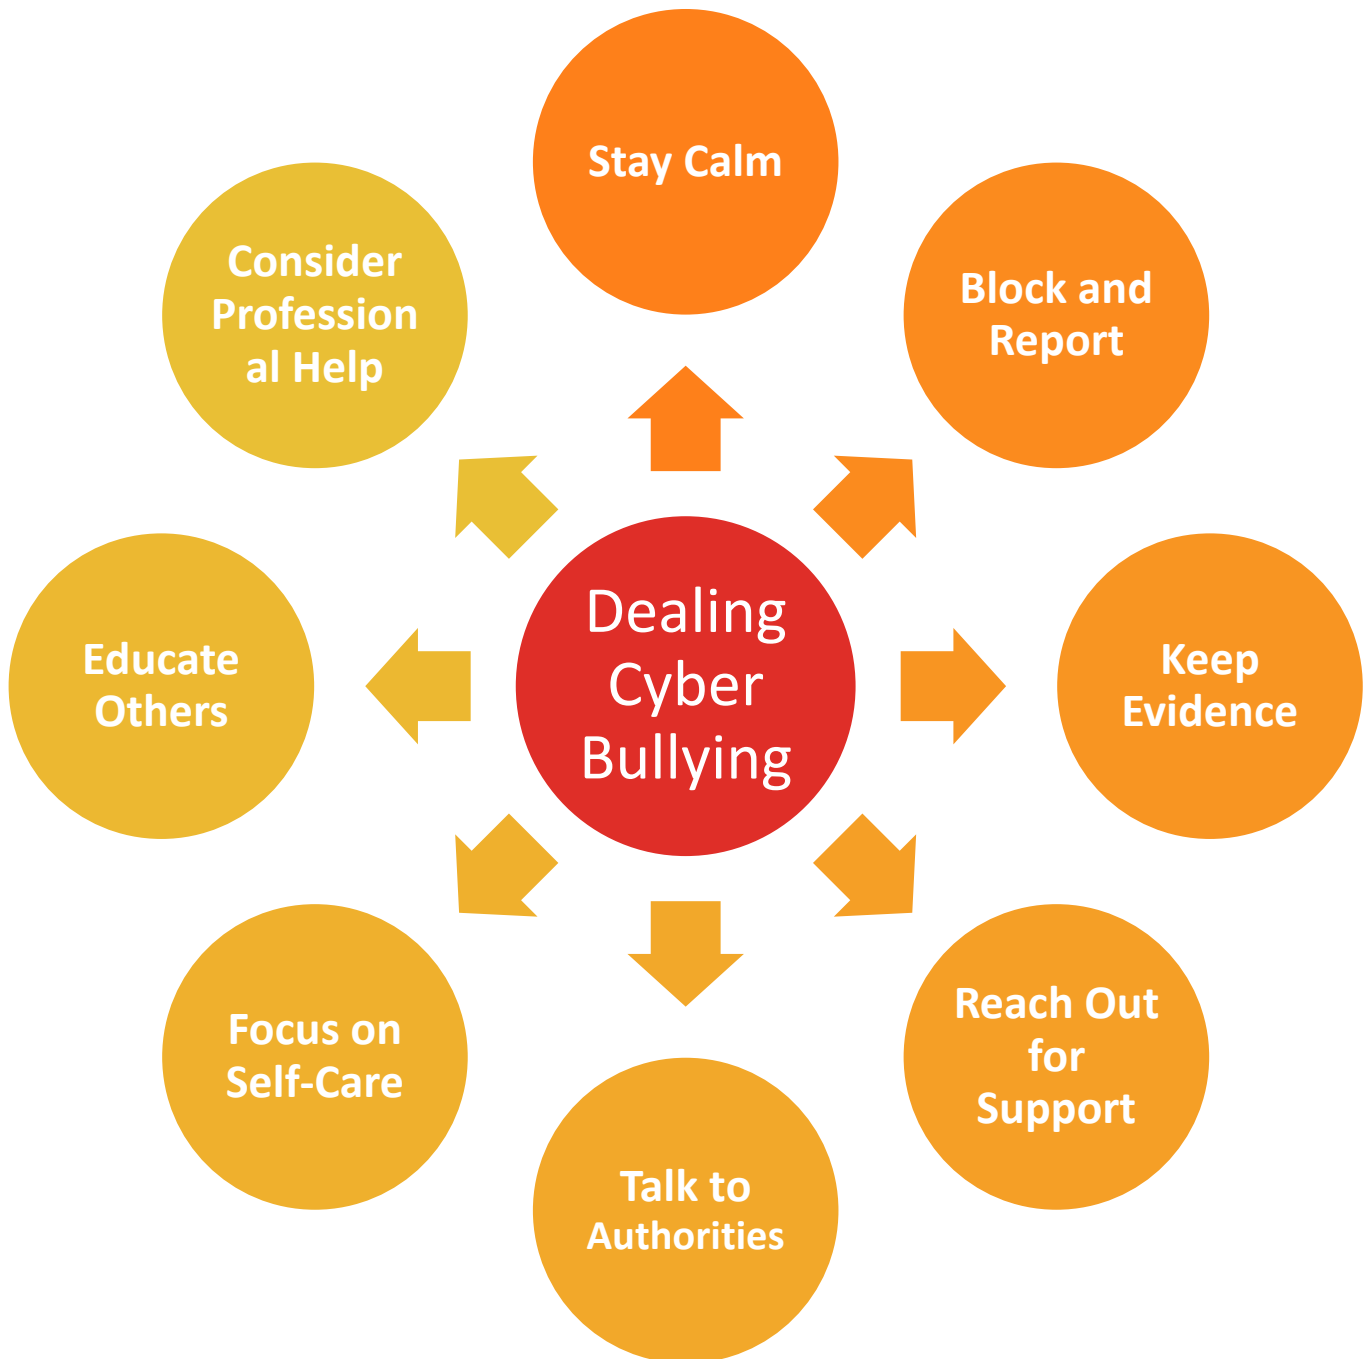 Stay Calm
Block and
Report
Keep
Evidence
Reach Out
for
Support
Talk to
Authorities
Focus on
Self-Care
Educate
Others
Consider
Profession
al Help
Dealing
Cyber
Bullying